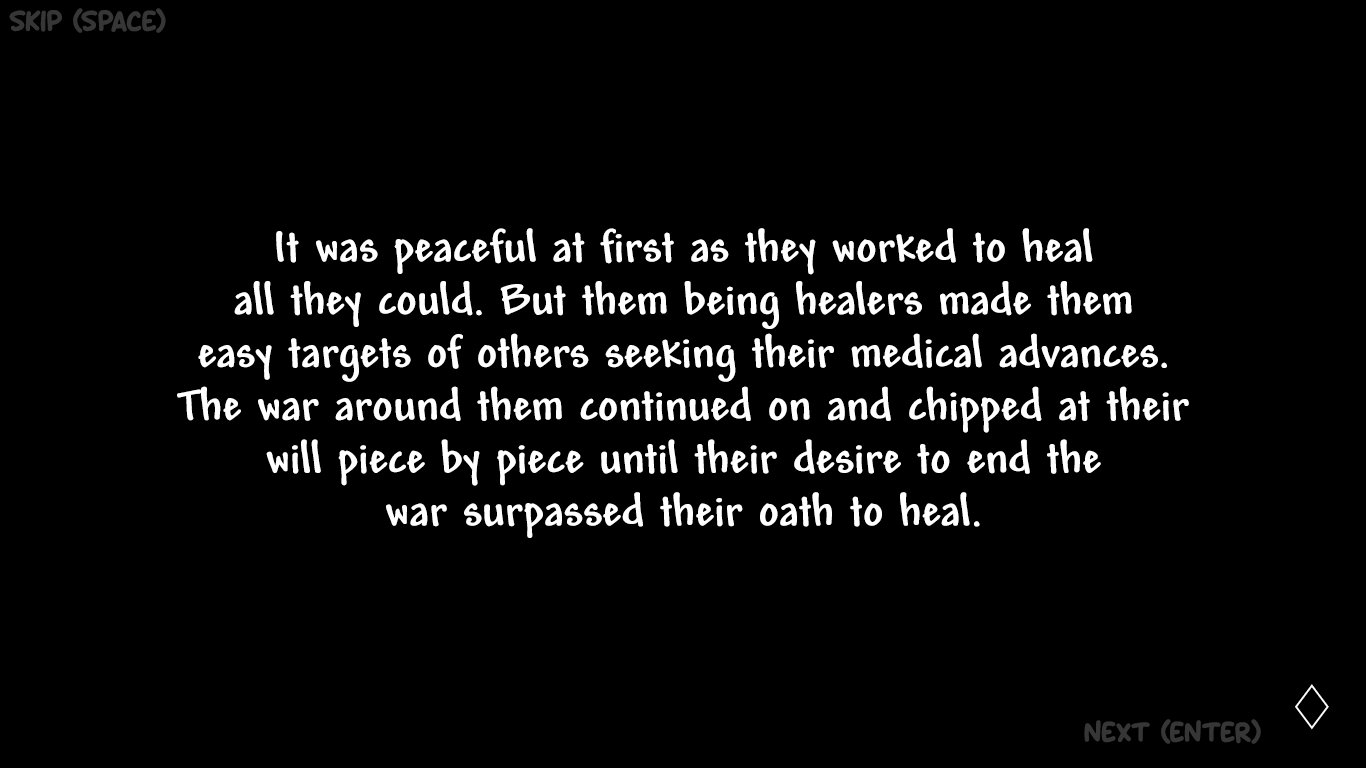 SKIP (SPACE)
It was peaceful at first as they worked to heal
all they could. But them being healers made them
easy targets of others seeking their medical advances.
The war around them continued on and chipped at their
will piece by piece until their desire to end the
war surpassed their oath to heal.
NEXT (ENTER)